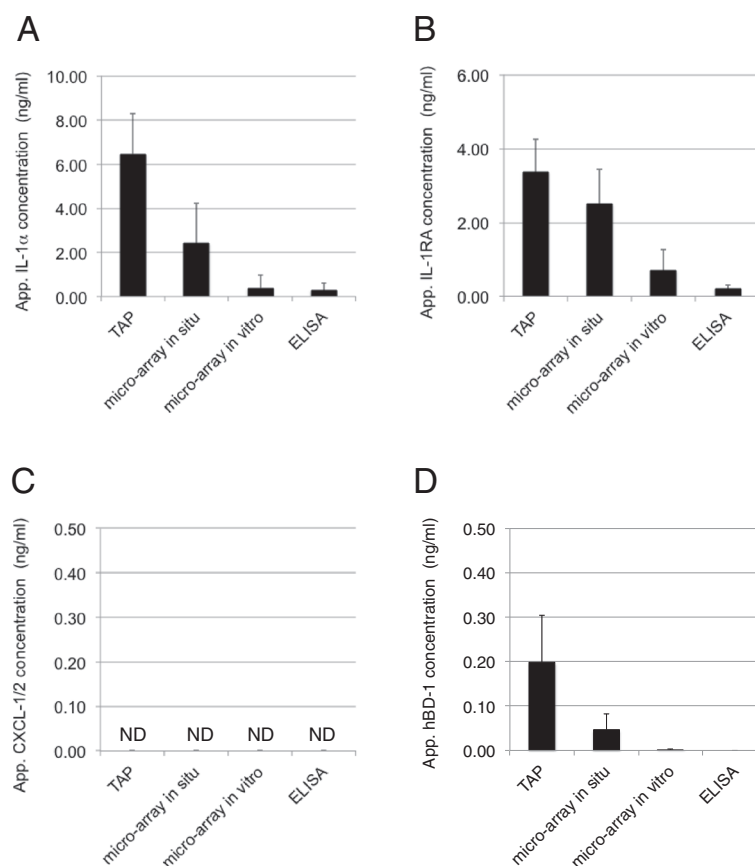 A
App. IL-1α concentration (ng/ml)
10.00
8.00
6.00
4.00
2.00
0.00
TAP
micro-array in situ
micro-array in vitro
ELISA
B
App. IL-1RA concentration (ng/ml)
6.00
4.00
2.00
0.00
TAP
micro-array in situ
micro-array in vitro
ELISA
C
App. CXCL-1/2 concentration (ng/ml)
0.50
0.40
0.30
0.20
0.10
0.00
ND ND ND ND
TAP
micro-array in situ
micro-array in vitro
ELISA
D
App. hBD-1 concentration (ng/ml)
0.50
0.40
0.30
0.20
0.10
0.00
TAP
micro-array in situ
micro-array in vitro
ELISA